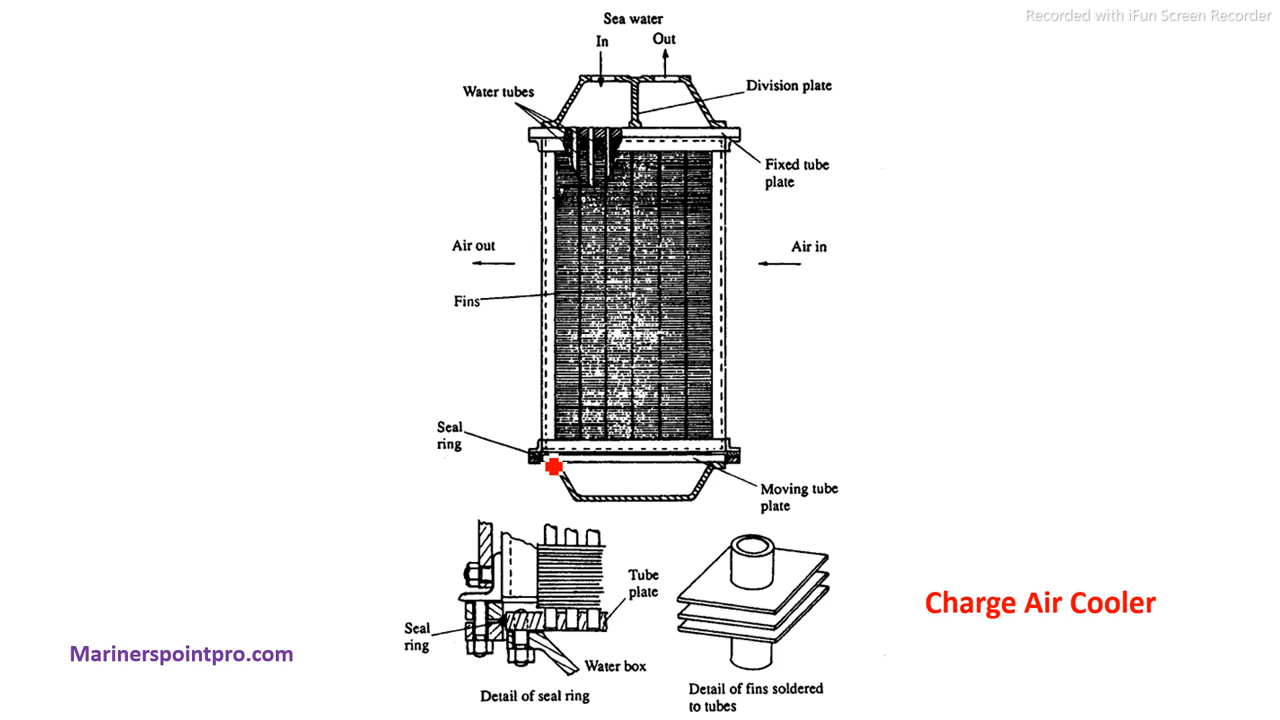 Recorded with iFun Screen Recorder
Sea water
In
Out
Water tubes
Division plate
Fixed tube
plate
Air out
Air in
Fins
Seal
ring
Moving tube
plate
Tube
plate
Seal
ring
Water box
Detail of seal ring
Detail of fins soldered
to tubes
Charge Air Cooler
Marinerspointpro.com